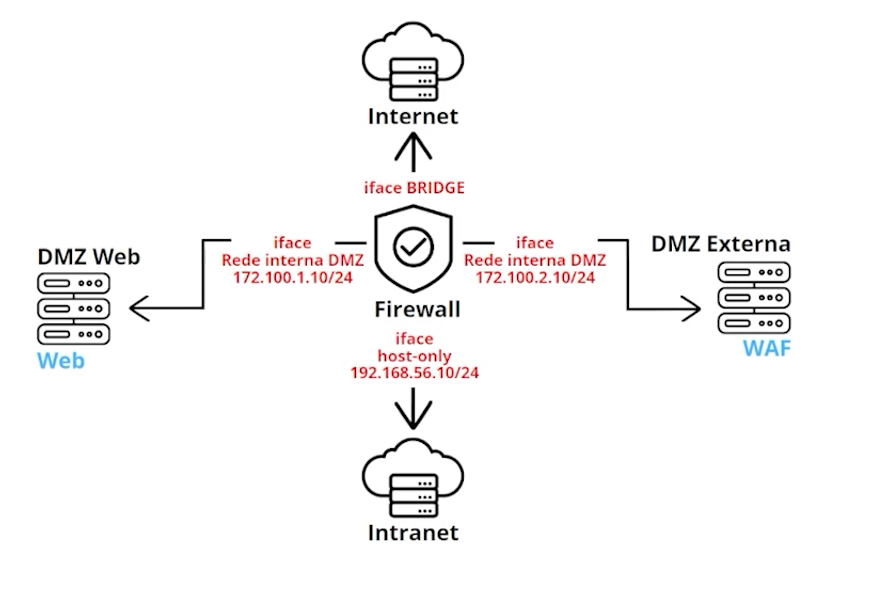 Internet
iface BRIDGE
DMZ Web
Web
iface
Rede interna DMZ
172.100.1.10/24
Firewall
iface
Rede interna DMZ
172.100.2.10/24
DMZ Externa
WAF
iface
host-only
192.168.56.10/24
Intranet